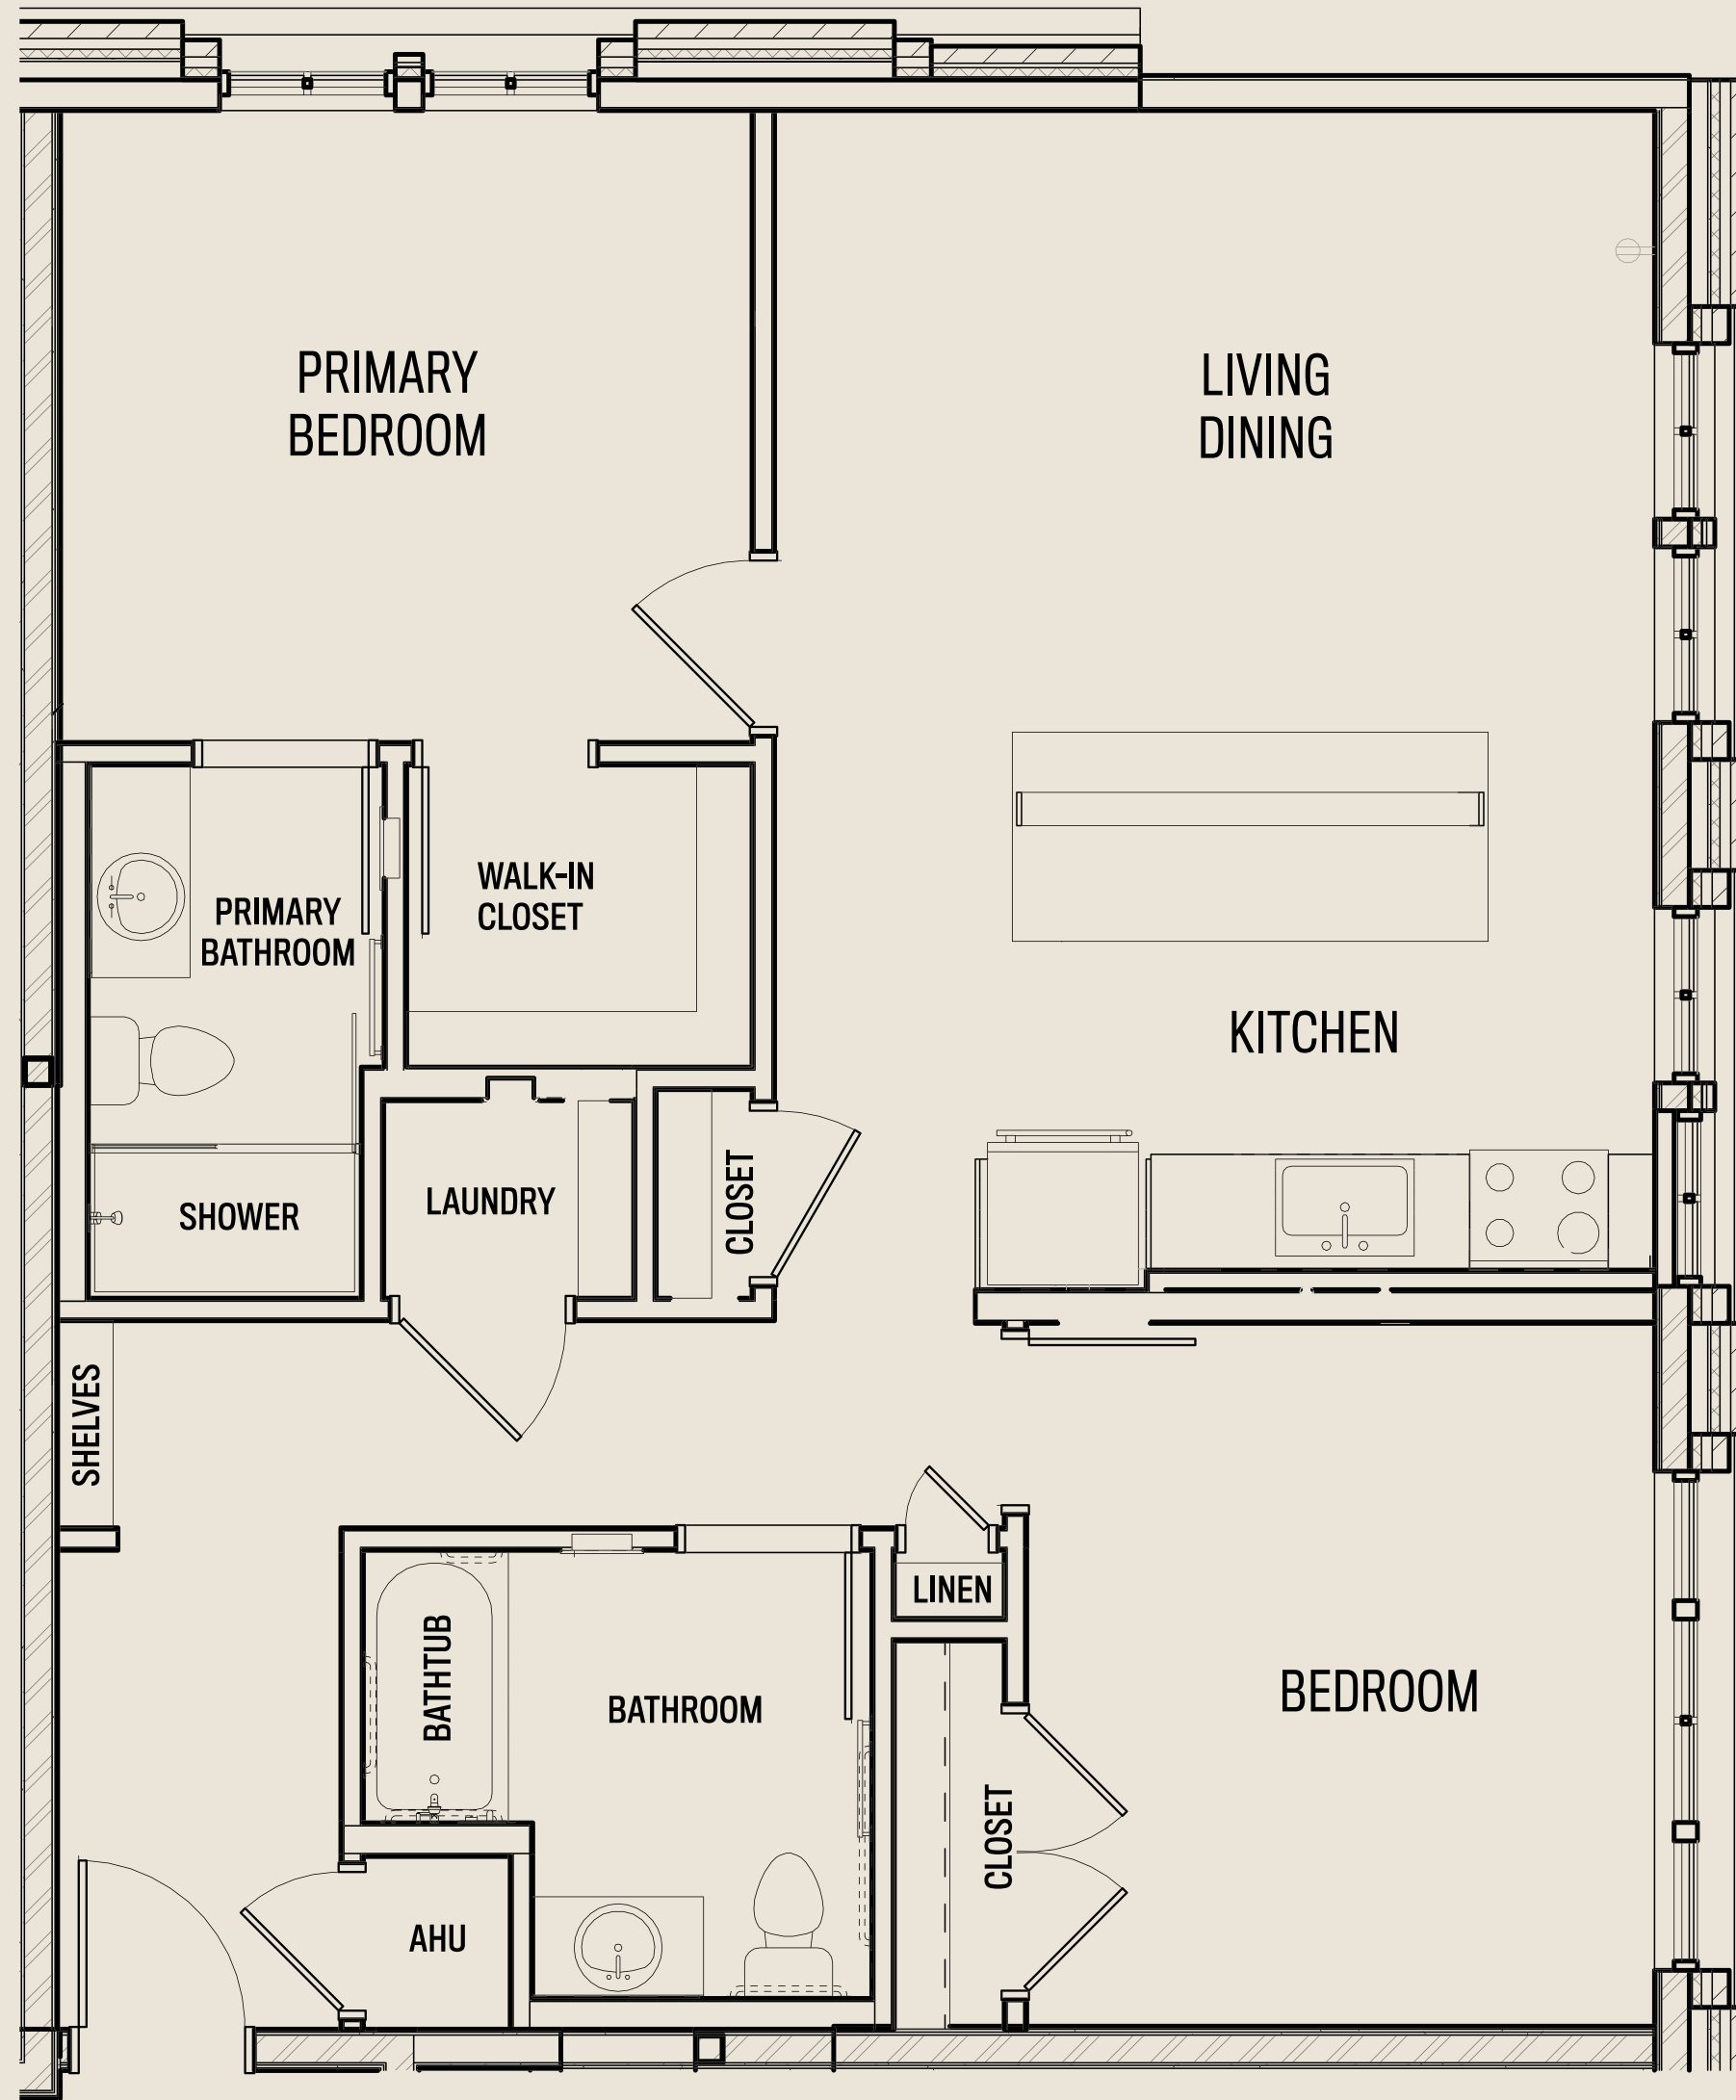 PRIMARY
BEDROOM
LIVING
DINING
WALK-IN
CLOSET
PRIMARY
BATHROOM
KITCHEN
SHOWER
LAUNDRY
CLOSET
SHELVES
LINEN
BATHTUB
BATHROOM
BEDROOM
CLOSET
AHU